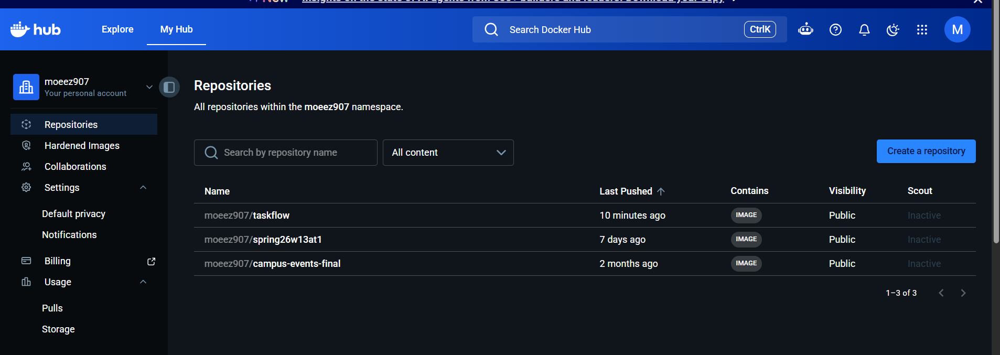 New
hub
Explore
My Hub
Search Docker Hub
CtrlK
M
moeez907
Your personal account
Repositories
Hardened Images
Collaborations
Settings
Default privacy
Notifications
Billing
Usage
Pulls
Storage
Repositories
All repositories within the moeez907 namespace.
Search by repository name
All content
Create a repository
Name Last Pushed Contains Visibility Scout
moeez907/taskflow 10 minutes ago IMAGE Public Inactive
moeez907/spring26w13at1 7 days ago IMAGE Public Inactive
moeez907/campus-events-final 2 months ago IMAGE Public Inactive
1–3 of 3